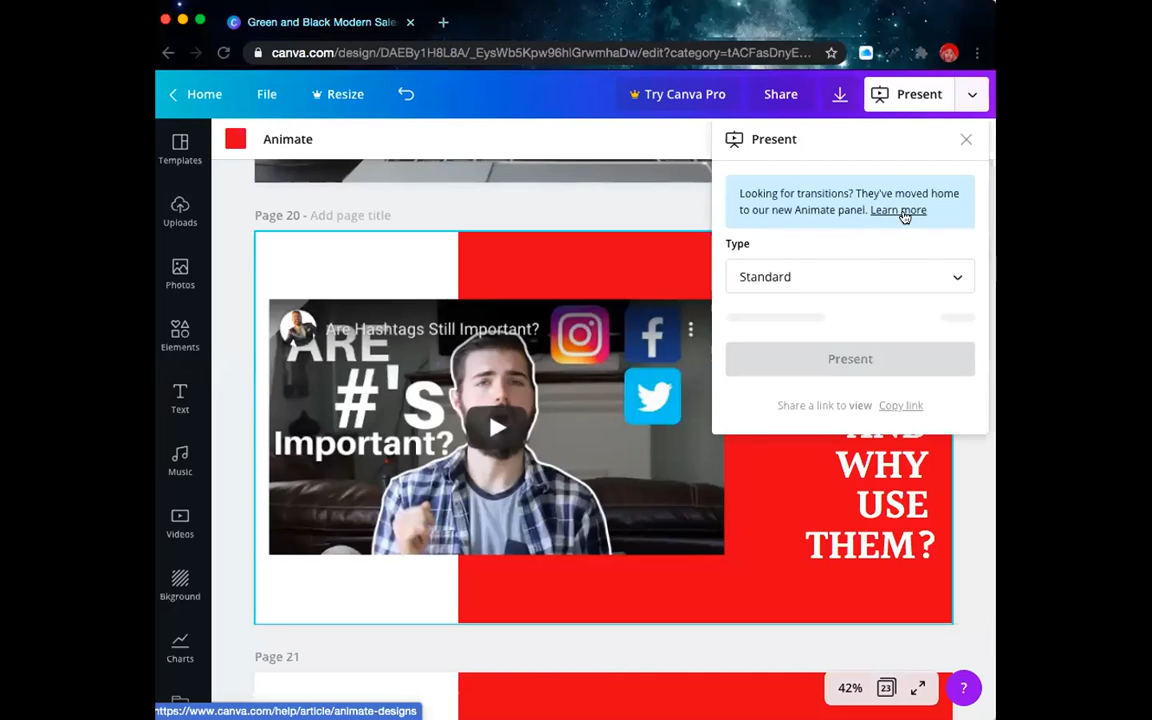 Green and Black Modern Sale
canva.com/design/DAEBy1H8L8A/_EysWb5Kpw96hlGrwmhaDw/edit?category=tACFasDnyE...
Home
File
Resize
Try Canva Pro
Share
Present
Templates
Uploads
Photos
Elements
Text
Music
Videos
Bkground
Charts
Animate
Present
Looking for transitions? They've moved home
to our new Animate panel. Learn more
Type
Standard
Present
Share a link to view Copy link
Page 20 - Add page title
Are Hashtags Still Important?
ARE
#'s
Important?
AND
WHY
USE
THEM?
Page 21
42%
23
?
https://www.canva.com/help/article/animate-designs